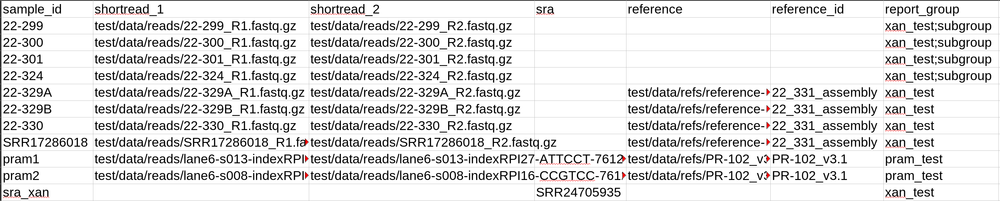 sample_id shortread_1 shortread_2 sra reference reference_id report_group
22-299 test/data/reads/22-299_R1.fastq.gz test/data/reads/22-299_R2.fastq.gz xan_test;subgroup
22-300 test/data/reads/22-300_R1.fastq.gz test/data/reads/22-300_R2.fastq.gz xan_test;subgroup
22-301 test/data/reads/22-301_R1.fastq.gz test/data/reads/22-301_R2.fastq.gz xan_test;subgroup
22-324 test/data/reads/22-324_R1.fastq.gz test/data/reads/22-324_R2.fastq.gz xan_test;subgroup
22-329A test/data/reads/22-329A_R1.fastq.gz test/data/reads/22-329A_R2.fastq.gz test/data/refs/reference- 22_331_assembly xan_test
22-329B test/data/reads/22-329B_R1.fastq.gz test/data/reads/22-329B_R2.fastq.gz test/data/refs/reference- 22_331_assembly xan_test
22-330 test/data/reads/22-330_R1.fastq.gz test/data/reads/22-330_R2.fastq.gz test/data/refs/reference- 22_331_assembly xan_test
SRR17286018 test/data/reads/SRR17286018_R1.fa test/data/reads/SRR17286018_R2.fastq.gz test/data/refs/reference- 22_331_assembly xan_test
pram1 test/data/reads/lane6-s013-indexRPI test/data/reads/lane6-s013-indexRPI27-ATTCCT-7612 test/data/refs/PR-102_v3 PR-102_v3.1 pram_test
pram2 test/data/reads/lane6-s008-indexRPI test/data/reads/lane6-s008-indexRPI16-CCGTCC-761 test/data/refs/PR-102_v3 PR-102_v3.1 pram_test
sra_xan SRR24705935 xan_test